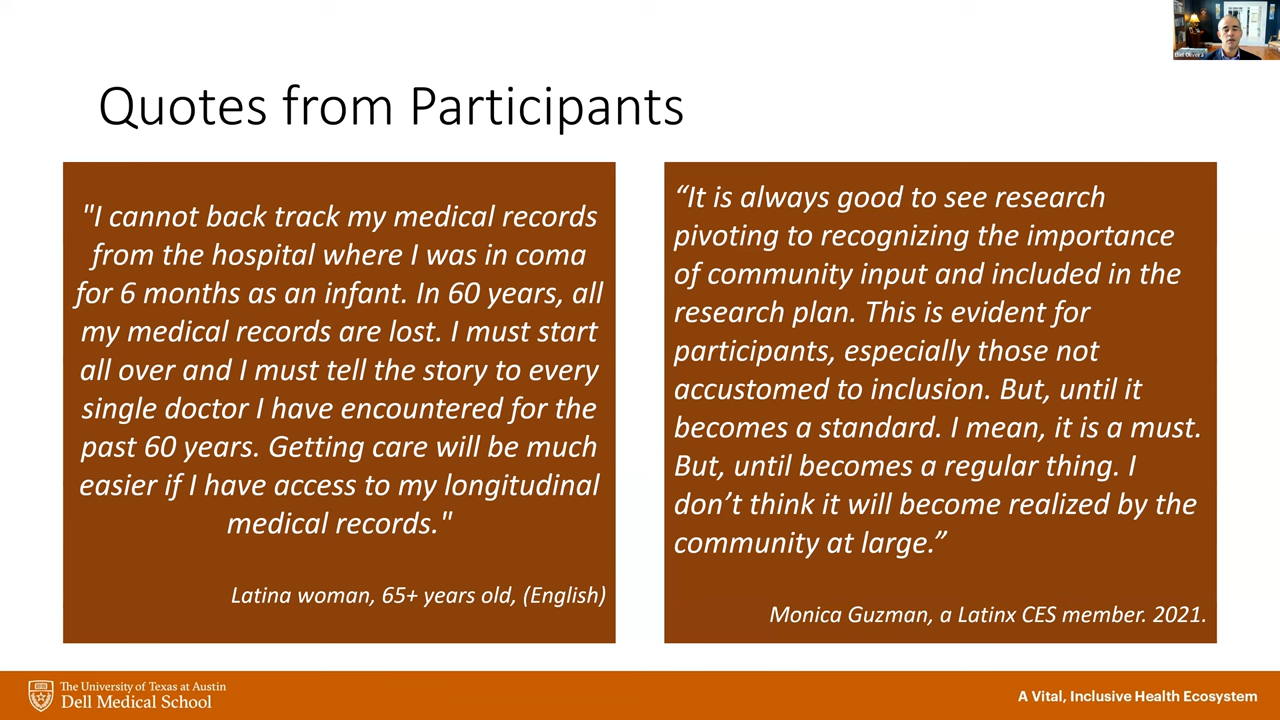 Quotes from Participants
"I cannot back track my medical records
from the hospital where I was in coma
for 6 months as an infant. In 60 years, all
my medical records are lost. I must start
all over and I must tell the story to every
single doctor I have encountered for the
past 60 years. Getting care will be much
easier if I have access to my longitudinal
medical records."
Latina woman, 65+ years old, (English)
“It is always good to see research
pivoting to recognizing the importance
of community input and included in the
research plan. This is evident for
participants, especially those not
accustomed to inclusion. But, until it
becomes a standard. I mean, it is a must.
But, until becomes a regular thing. I
don’t think it will become realized by the
community at large.”
Monica Guzman, a Latinx CES member. 2021.
The University of Texas at Austin
Dell Medical School
A Vital, Inclusive Health Ecosystem